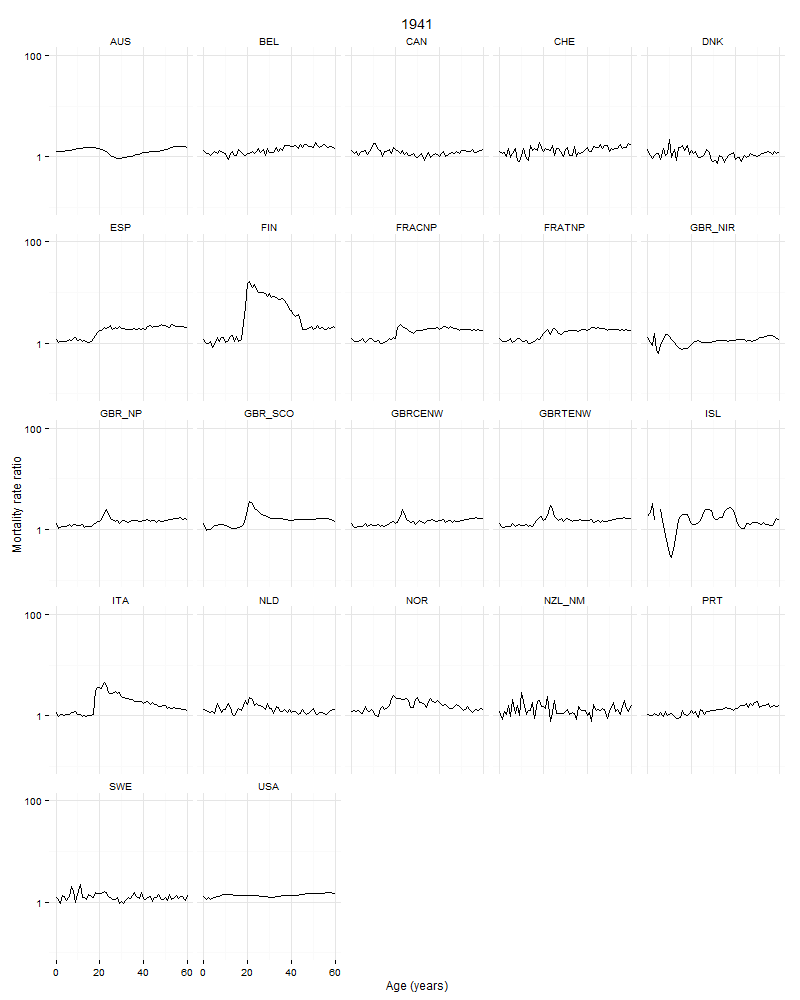 1941
AUS BEL CAN CHE DNK
100
1
ESP FIN FRACNP FRATNP GBR_NIR
100
1
GBR_NP GBR_SCO GBRCENW GBRTENW ISL
100
1
Mortality rate ratio
ITA NLD NOR NZL_NM PRT
100
1
SWE USA
100
1
0 20 40 60 0 20 40 60
Age (years)